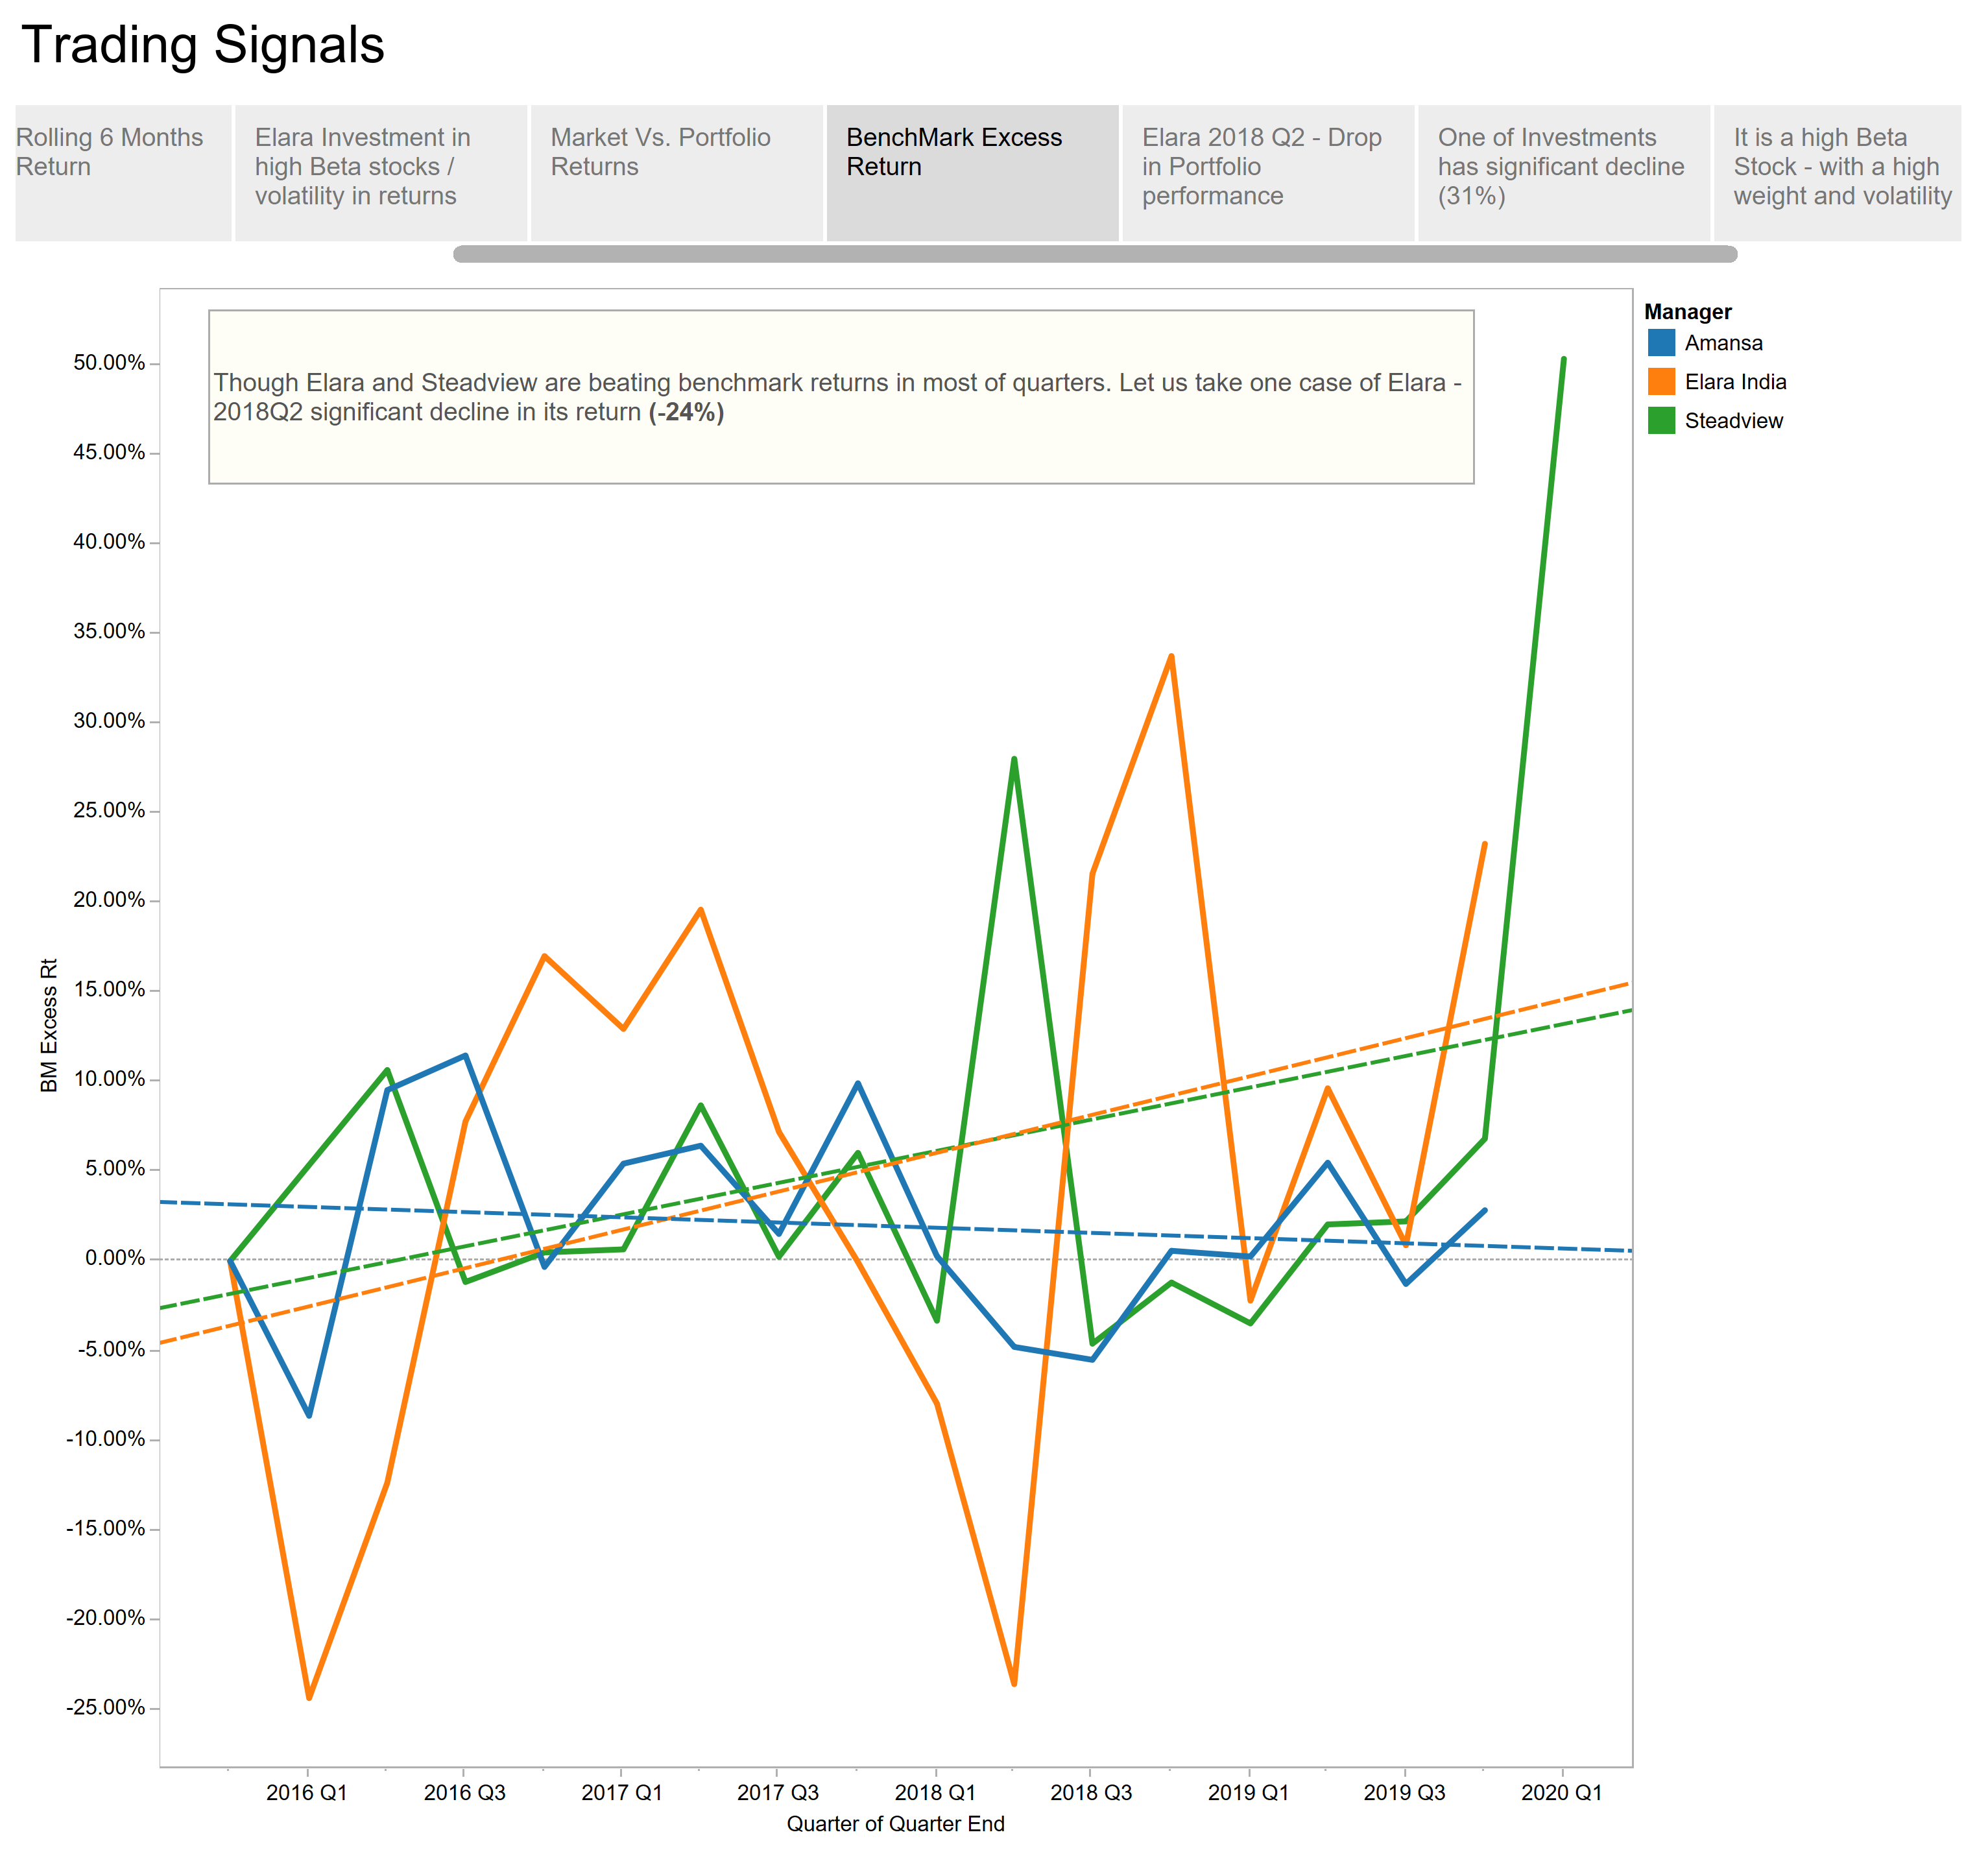 Trading Signals
Rolling 6 Months
Return
Elara Investment in
high Beta stocks /
volatility in returns
Market Vs. Portfolio
Returns
BenchMark Excess
Return
Elara 2018 Q2 - Drop
in Portfolio
performance
One of Investments
has significant decline
(31%)
It is a high Beta
Stock - with a high
weight and volatility
Though Elara and Steadview are beating benchmark returns in most of quarters. Let us take one case of Elara -
2018Q2 significant decline in its return (-24%)
Manager
Amansa
Elara India
Steadview
50.00%
45.00%
40.00%
35.00%
30.00%
25.00%
20.00%
15.00%
10.00%
5.00%
0.00%
-5.00%
-10.00%
-15.00%
-20.00%
-25.00%
BM Excess Rt
2016 Q1
2016 Q3
2017 Q1
2017 Q3
2018 Q1
2018 Q3
2019 Q1
2019 Q3
2020 Q1
Quarter of Quarter End